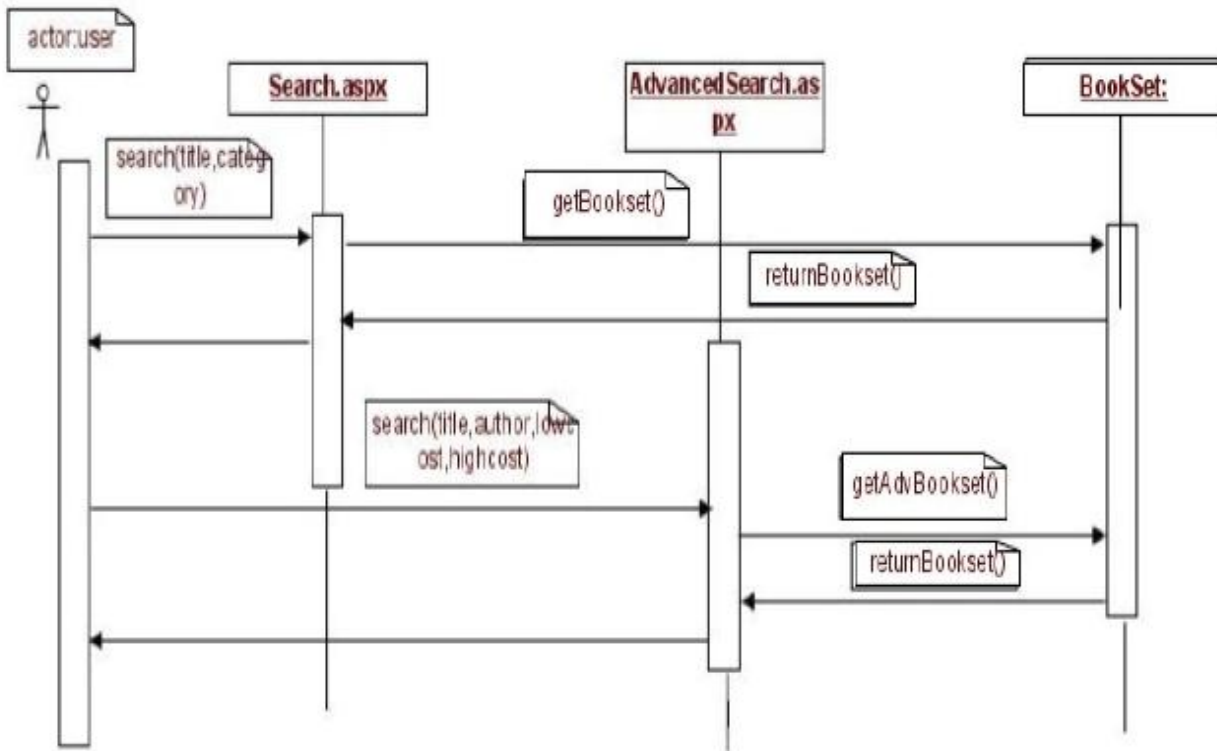 actor:user
Search.aspx
AdvancedSearch.as
px
BookSet:
search(title,categ
ory)
getBookset()
returnBookset()
search(title,author,lowc
ost,highcost)
getAdvBookset()
returnBookset()